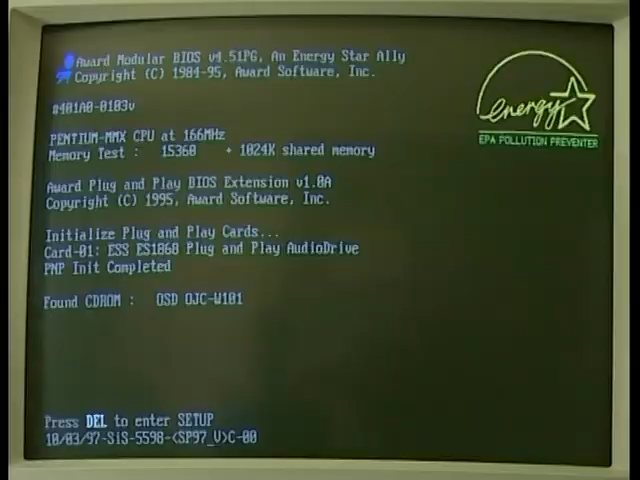 Award Modular BIOS v4.51PG, An Energy Star Ally
Copyright (C) 1984-95, Award Software, Inc.
energy
EPA POLLUTION PREVENTER
#401A0-0103v
PENTIUM-MMX CPU at 166MHz
Memory Test : 15360 + 1024K shared memory
Award Plug and Play BIOS Extension v1.0A
Copyright (C) 1995, Award Software, Inc.
Initialize Plug and Play Cards...
Card-01: ESS ES1868 Plug and Play AudioDrive
PNP Init Completed
Found CDROM : OSD OJC-W101
Press DEL to enter SETUP
10/03/97-SiS-5598-<SP97_V>C-00